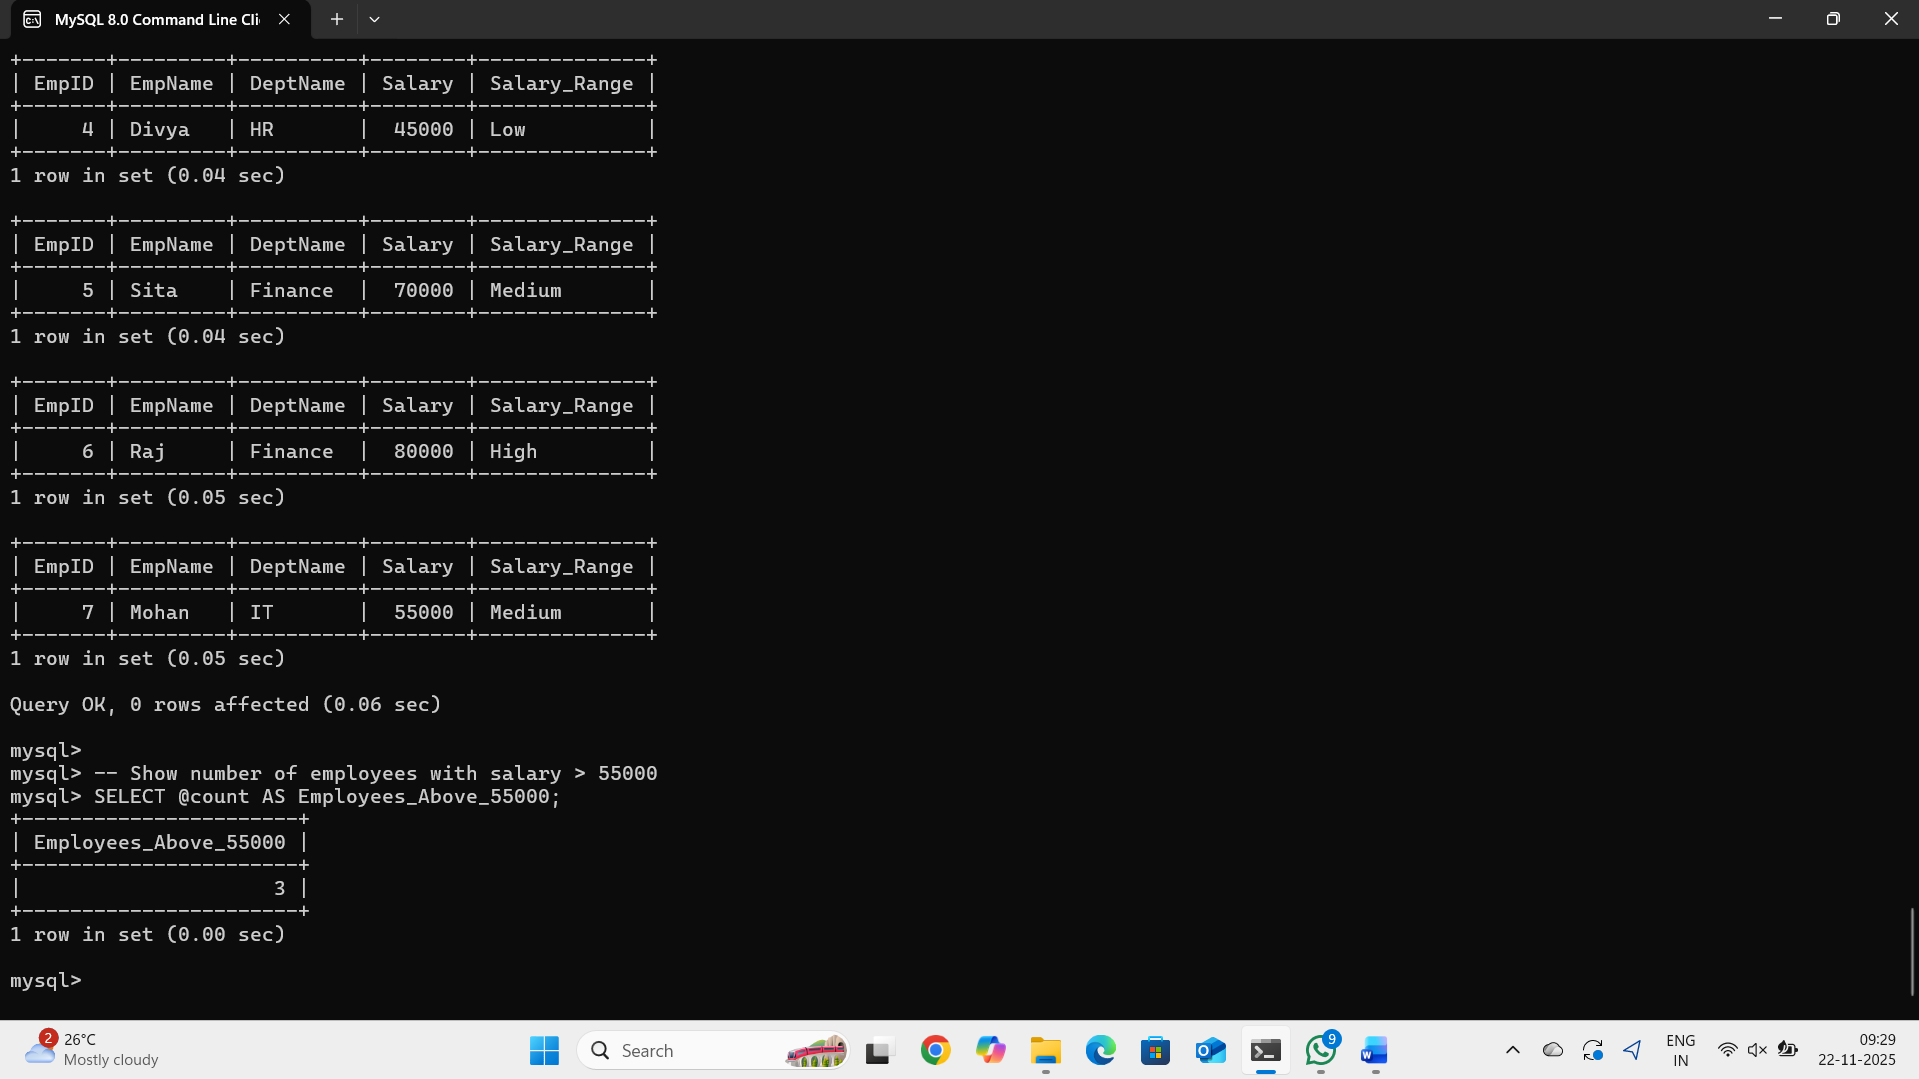 MySQL 8.0 Command Line Cli
+-------+---------+-----------+--------+--------------+
| EmpID | EmpName | DeptName | Salary | Salary_Range |
+-------+---------+-----------+--------+--------------+
|     4 | Divya   | HR        |  45000 | Low          |
+-------+---------+-----------+--------+--------------+
1 row in set (0.04 sec)
+-------+---------+-----------+--------+--------------+
| EmpID | EmpName | DeptName | Salary | Salary_Range |
+-------+---------+-----------+--------+--------------+
|     5 | Sita    | Finance  |  70000 | Medium       |
+-------+---------+-----------+--------+--------------+
1 row in set (0.04 sec)
+-------+---------+-----------+--------+--------------+
| EmpID | EmpName | DeptName | Salary | Salary_Range |
+-------+---------+-----------+--------+--------------+
|     6 | Raj     | Finance  |  80000 | High         |
+-------+---------+-----------+--------+--------------+
1 row in set (0.05 sec)
+-------+---------+-----------+--------+--------------+
| EmpID | EmpName | DeptName | Salary | Salary_Range |
+-------+---------+-----------+--------+--------------+
|     7 | Mohan   | IT        |  55000 | Medium       |
+-------+---------+-----------+--------+--------------+
1 row in set (0.05 sec)
Query OK, 0 rows affected (0.06 sec)
mysql>
mysql> -- Show number of employees with salary > 55000
mysql> SELECT @count AS Employees_Above_55000;
+-----------------------+
| Employees_Above_55000 |
+-----------------------+
|                     3 |
+-----------------------+
1 row in set (0.00 sec)
mysql>
2
26°C
Mostly cloudy
Search
9
ENG
IN
09:29
22-11-2025